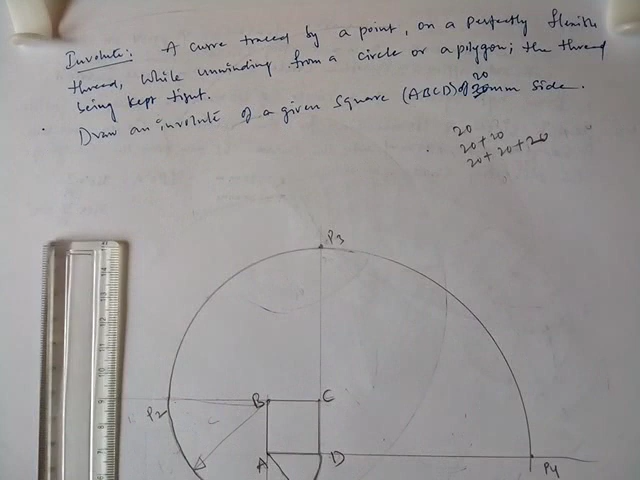 Involute: A curve traced by a point, on a perfectly flexible
thread, while unwinding from a circle or a polygon; the thread
being kept tight.
Draw an involute of a given square (ABCD) of 20mm side.
20
20+20
20+20+20
P3
P2
B
C
A
D
P4